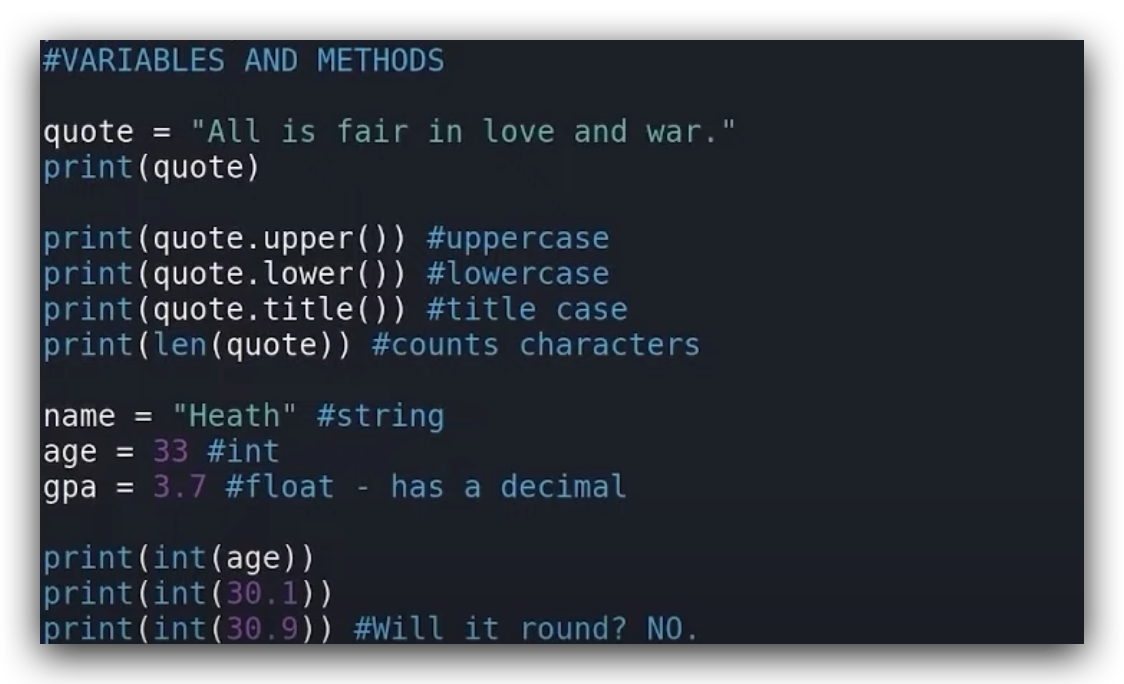 #VARIABLES AND METHODS
quote = "All is fair in love and war."
print(quote)
print(quote.upper()) #uppercase
print(quote.lower()) #lowercase
print(quote.title()) #title case
print(len(quote)) #counts characters
name = "Heath" #string
age = 33 #int
gpa = 3.7 #float - has a decimal
print(int(age))
print(int(30.1))
print(int(30.9)) #Will it round? NO.